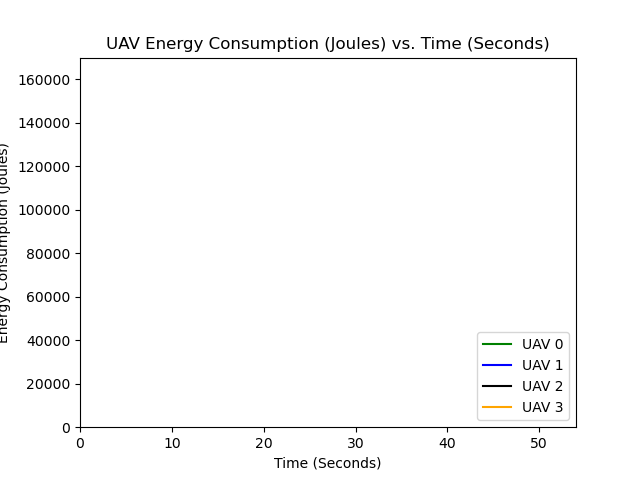 UAV Energy Consumption (Joules) vs. Time (Seconds)
160000
140000
120000
100000
80000
60000
40000
20000
0
Energy Consumption (Joules)
0 10 20 30 40 50
Time (Seconds)
UAV 0
UAV 1
UAV 2
UAV 3